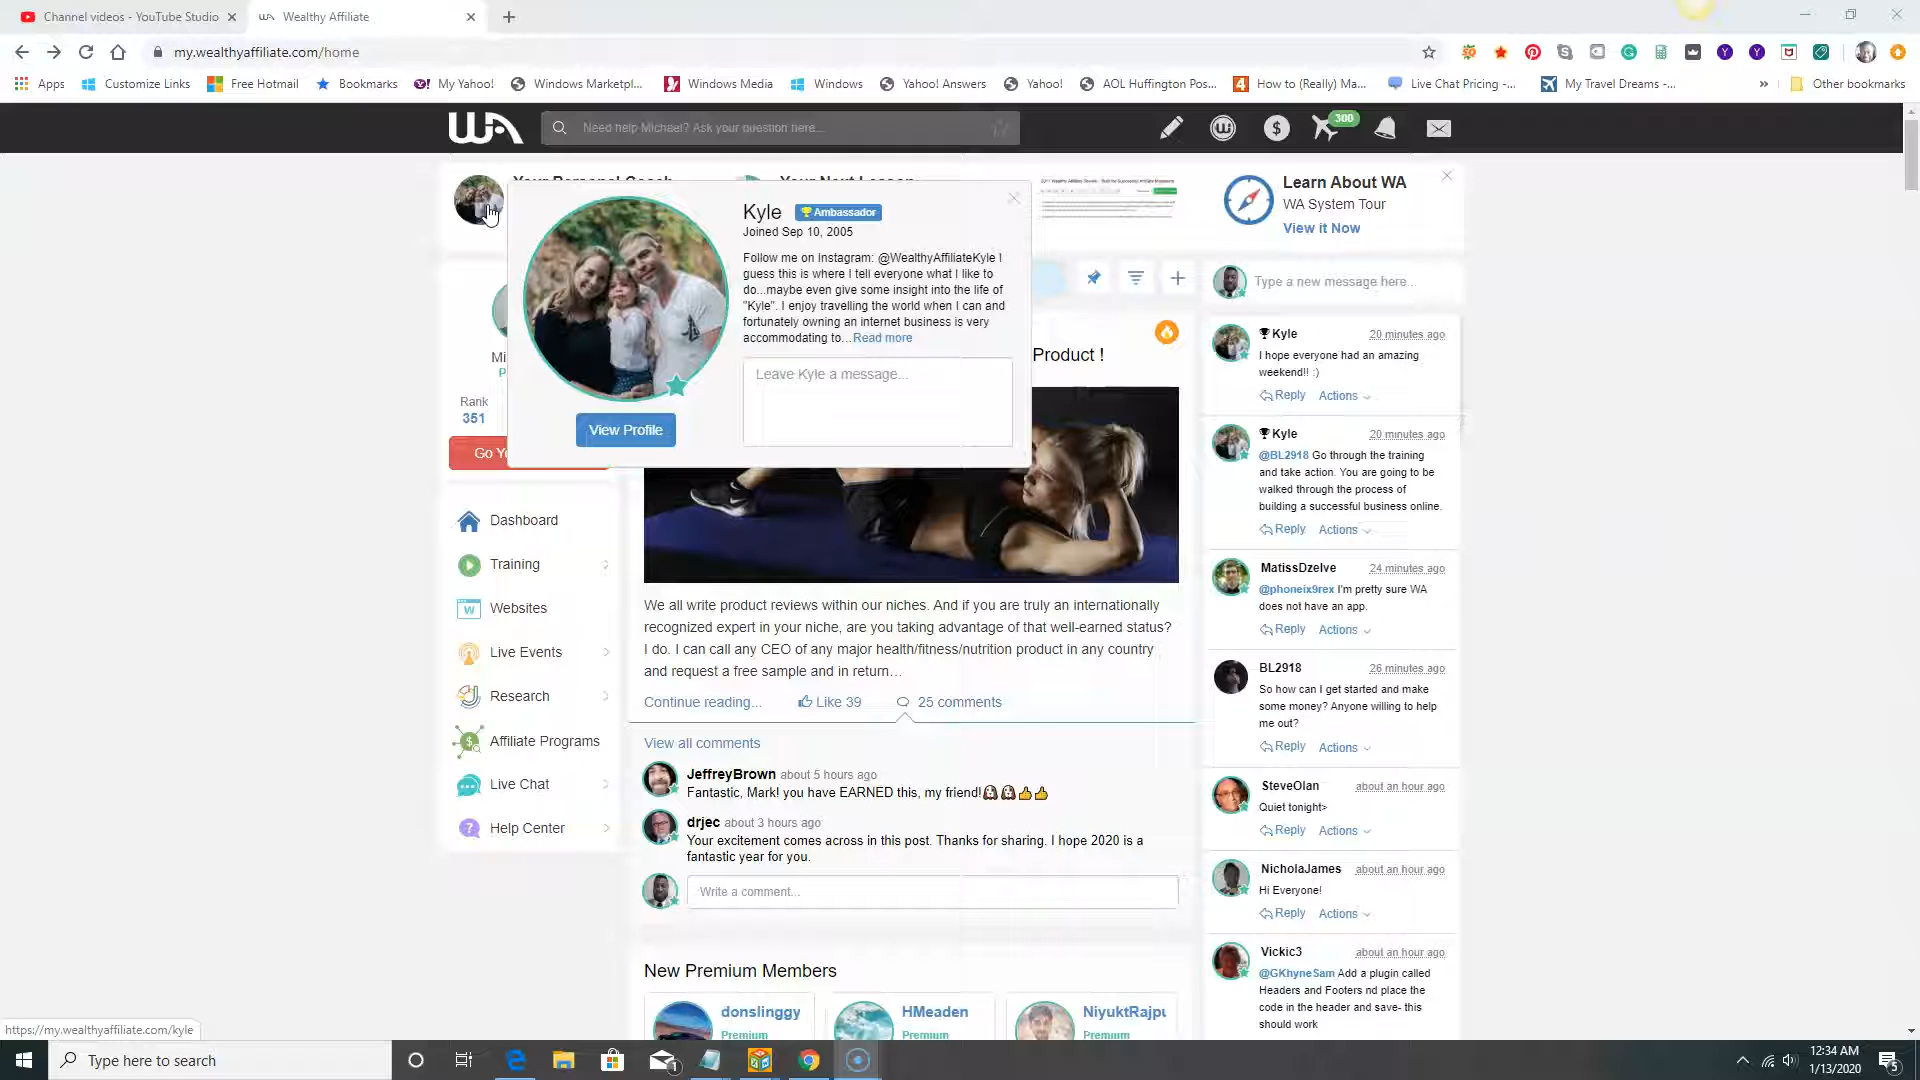 Channel videos - YouTube Studio
Wealthy Affiliate
my.wealthyaffiliate.com/home
Apps
Customize Links
Free Hotmail
Bookmarks
My Yahoo!
Windows Marketpl...
Windows Media
Windows
Yahoo! Answers
Yahoo!
AOL Huffington Pos...
How to (Really) Ma...
Live Chat Pricing -...
My Travel Dreams -...
Other bookmarks
WA
Need help Michael? Ask your question here...
300
Your Personal Coach
Your Next Lesson
Learn About WA
WA System Tour
View it Now
Kyle
Ambassador
Joined Sep 10, 2005
Follow me on Instagram: @WealthyAffiliateKyle I
guess this is where I tell everyone what I like to
do...maybe even give some insight into the life of
"Kyle". I enjoy travelling the world when I can and
fortunately owning an internet business is very
accommodating to... Read more
Leave Kyle a message...
View Profile
Mi
P
Rank
351
Go Y
Dashboard
Training
Websites
Live Events
Research
Affiliate Programs
Live Chat
Help Center
Product !
We all write product reviews within our niches. And if you are truly an internationally
recognized expert in your niche, are you taking advantage of that well-earned status?
I do. I can call any CEO of any major health/fitness/nutrition product in any country
and request a free sample and in return...
Continue reading...
Like 39
25 comments
View all comments
JeffreyBrown about 5 hours ago
Fantastic, Mark! you have EARNED this, my friend!🐶🐶👍👍
drjec about 3 hours ago
Your excitement comes across in this post. Thanks for sharing. I hope 2020 is a
fantastic year for you.
Write a comment...
New Premium Members
donslinggy
Premium
HMeaden
Premium
NiyuktRajpu
Premium
Type a new message here...
Kyle 20 minutes ago
I hope everyone had an amazing
weekend!! :)
Reply Actions
Kyle 20 minutes ago
@BL2918 Go through the training
and take action. You are going to be
walked through the process of
building a successful business online.
Reply Actions
MatissDzelve 24 minutes ago
@phoneix9rex I'm pretty sure WA
does not have an app.
Reply Actions
BL2918 26 minutes ago
So how can I get started and make
some money? Anyone willing to help
me out?
Reply Actions
SteveOlan about an hour ago
Quiet tonight>
Reply Actions
NicholaJames about an hour ago
Hi Everyone!
Reply Actions
Vickic3 about an hour ago
@GKhyneSam Add a plugin called
Headers and Footers nd place the
code in the header and save- this
should work
https://my.wealthyaffiliate.com/kyle
Type here to search
1
12:34 AM
1/13/2020
5